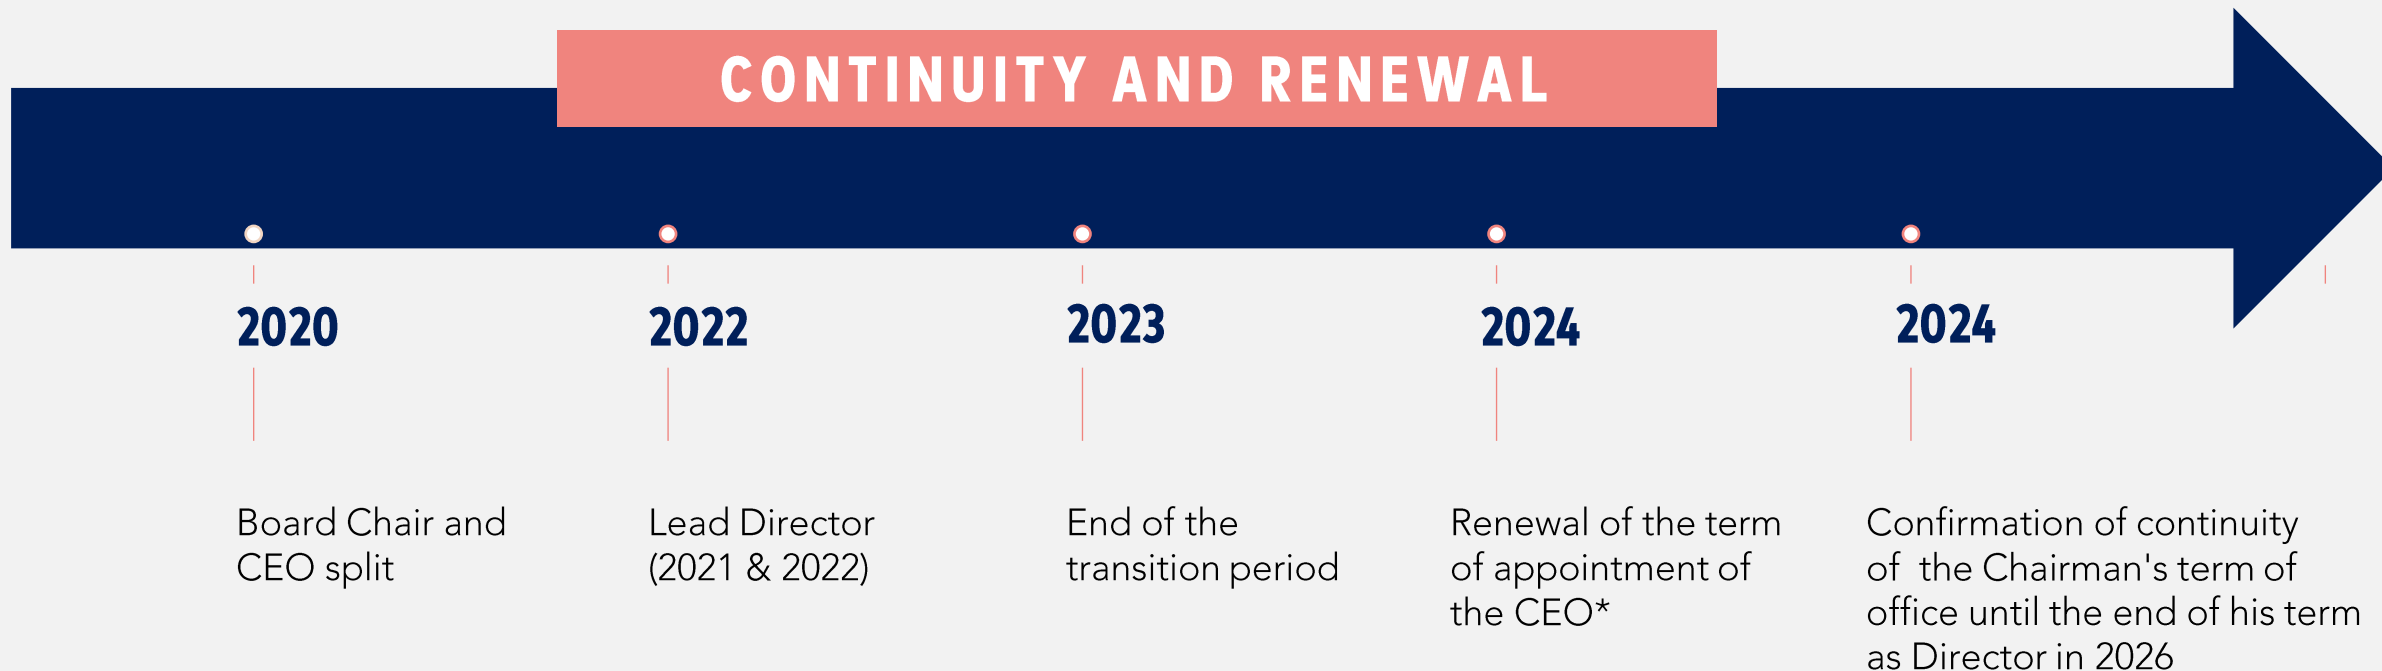 CONTINUITY AND RENEWAL
2020
Board Chair and
CEO split
2022
Lead Director
(2021 & 2022)
2023
End of the
transition period
2024
Renewal of the term
of appointment of
the CEO*
2024
Confirmation of continuity
of  the Chairman's term of
office until the end of his term
as Director in 2026